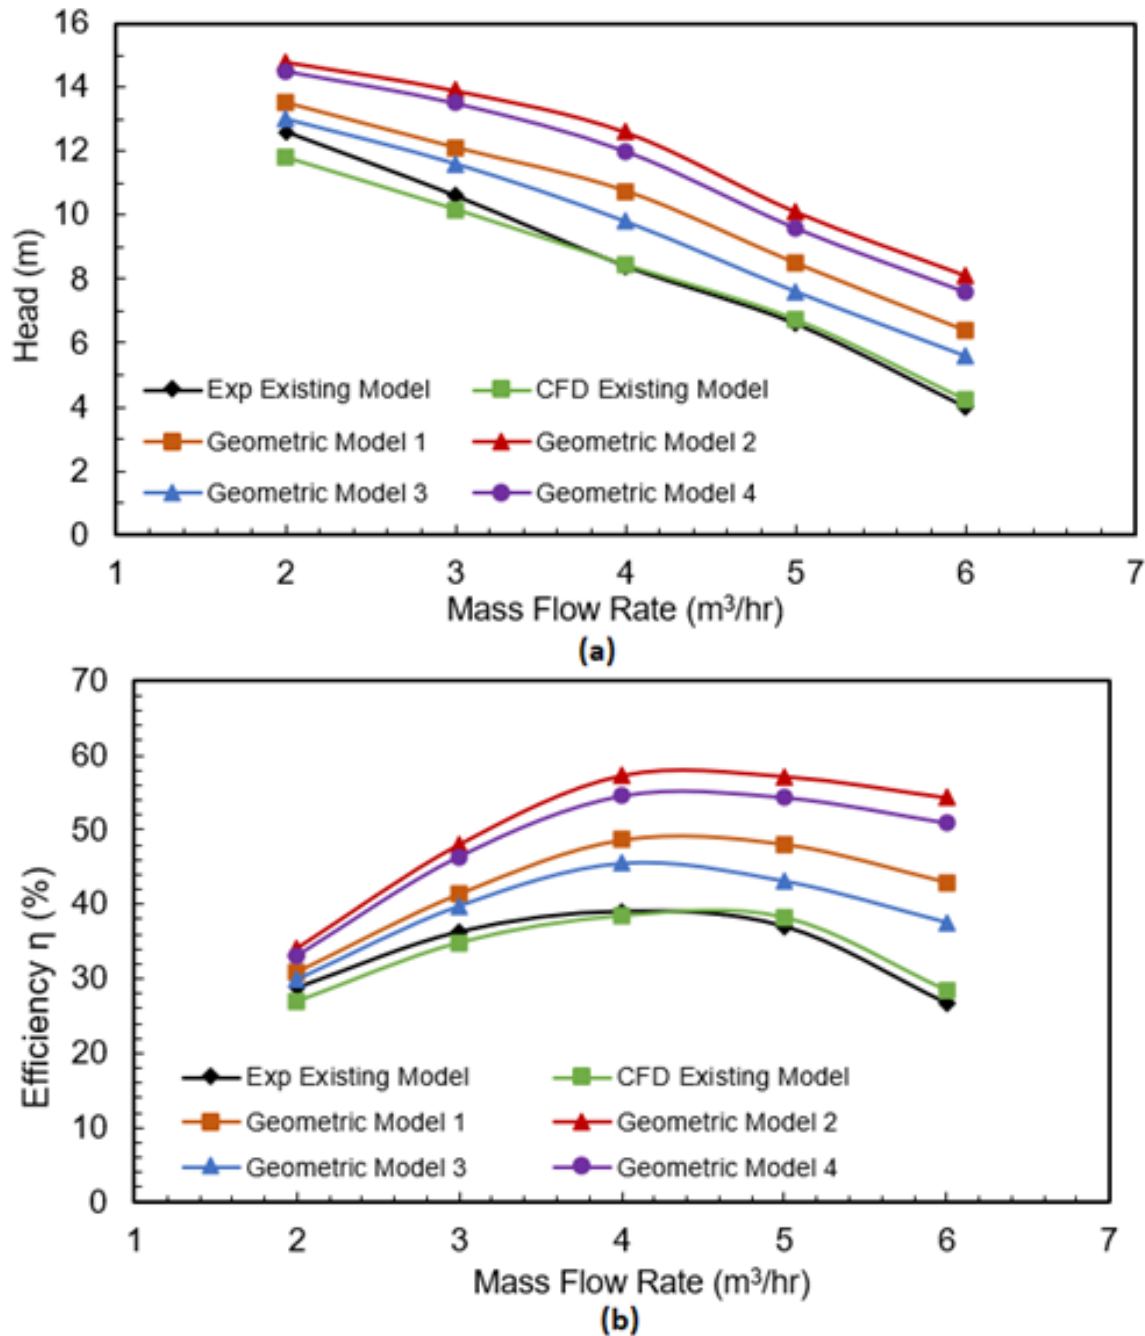 16
14
12
10
8
6
4
2
0
Head (m)
Exp Existing Model CFD Existing Model
Geometric Model 1 Geometric Model 2
Geometric Model 3 Geometric Model 4
1 2 3 4 5 6 7
Mass Flow Rate (m³/hr)
(a)
70
60
50
40
30
20
10
0
Efficiency η (%)
Exp Existing Model CFD Existing Model
Geometric Model 1 Geometric Model 2
Geometric Model 3 Geometric Model 4
1 2 3 4 5 6 7
Mass Flow Rate (m³/hr)
(b)